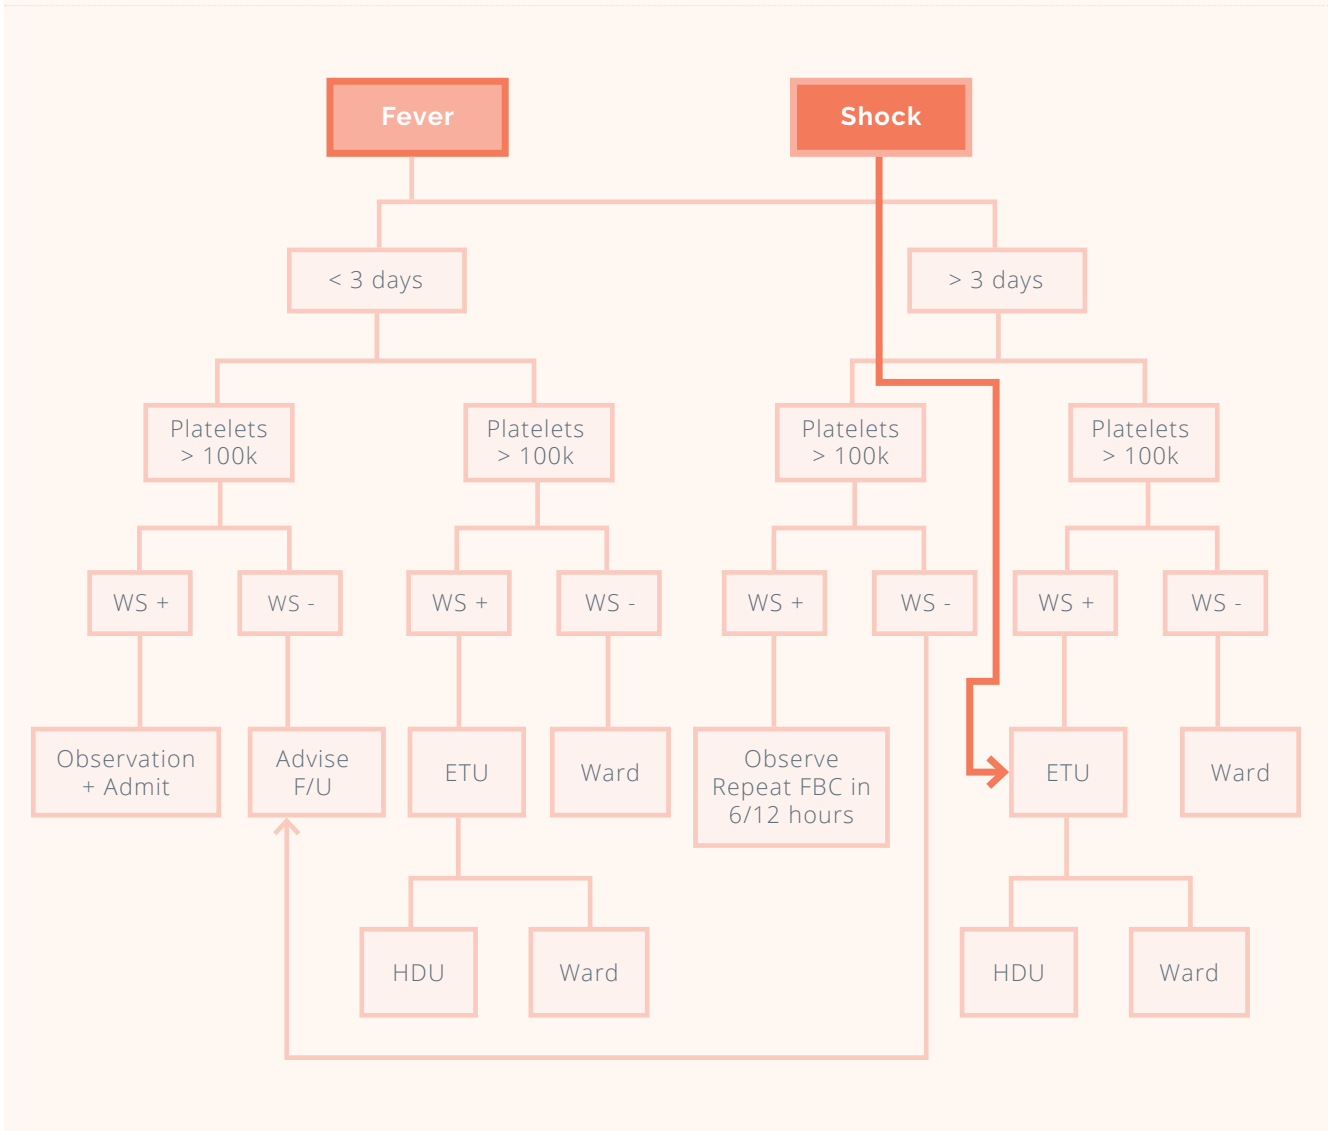 Fever
Shock
< 3 days
> 3 days
Platelets
> 100k
Platelets
> 100k
Platelets
> 100k
Platelets
> 100k
WS +
WS -
WS +
WS -
WS +
WS -
WS +
WS -
Observation
+ Admit
Advise
F/U
ETU
Ward
Observe
Repeat FBC in
6/12 hours
ETU
Ward
HDU
Ward
HDU
Ward